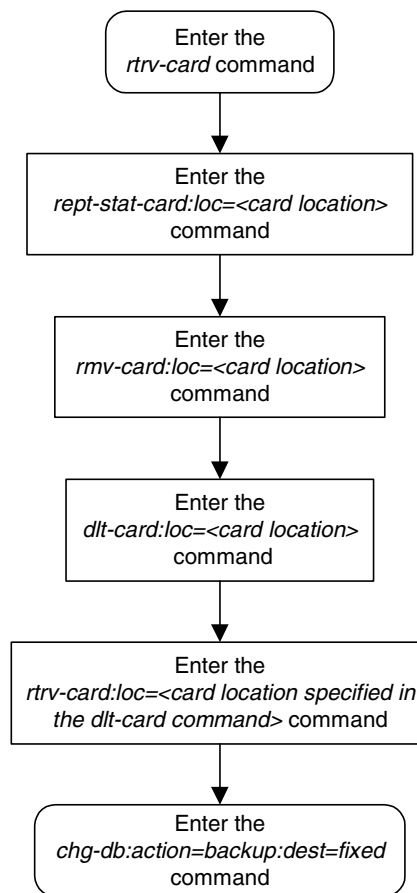 Enter the
rtrv-card command
Enter the
rept-stat-card:loc=<card location>
command
Enter the
rmv-card:loc=<card location>
command
Enter the
dlt-card:loc=<card location>
command
Enter the
rtrv-card:loc=<card location specified in
the dlt-card command> command
Enter the
chg-db:action=backup:dest=fixed
command